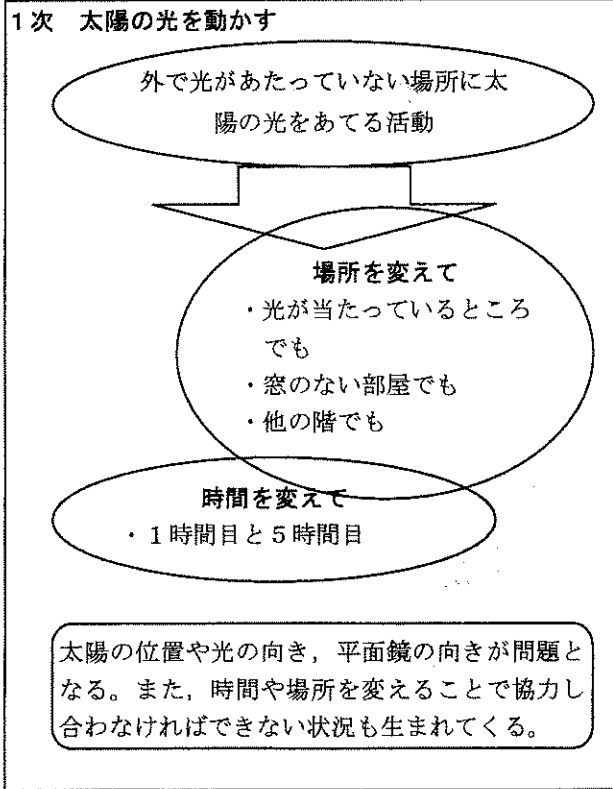 1次 太陽の光を動かす
外で光があたっていない場所に太
陽の光をあてる活動
場所を変えて
・光が当たっているところ
でも
・窓のない部屋でも
・他の階でも
時間を変えて
・1時間目と5時間目
太陽の位置や光の向き，平面鏡の向きが問題と
なる。また，時間や場所を変えることで協力し
合わなければできない状況も生まれてくる。